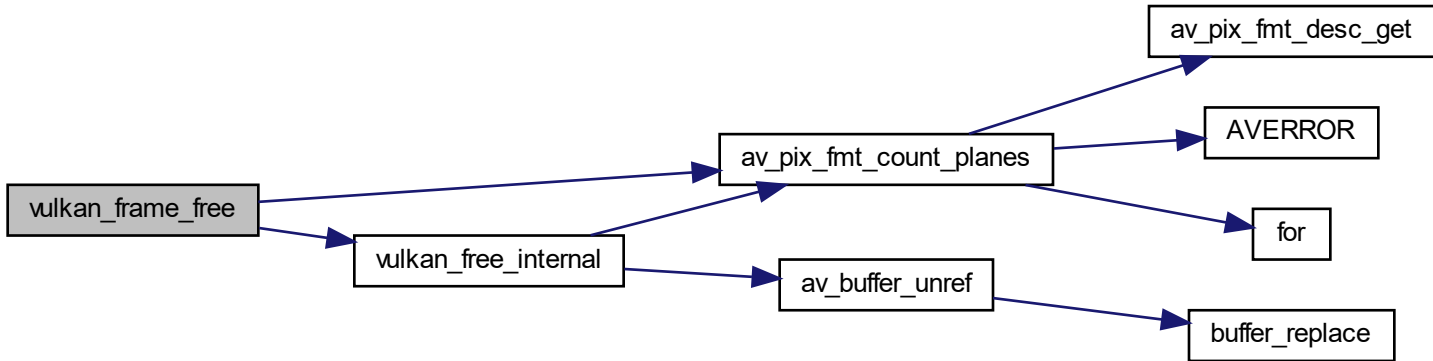 av_pix_fmt_desc_get
AVERROR
av_pix_fmt_count_planes
vulkan_frame_free
for
vulkan_free_internal
av_buffer_unref
buffer_replace